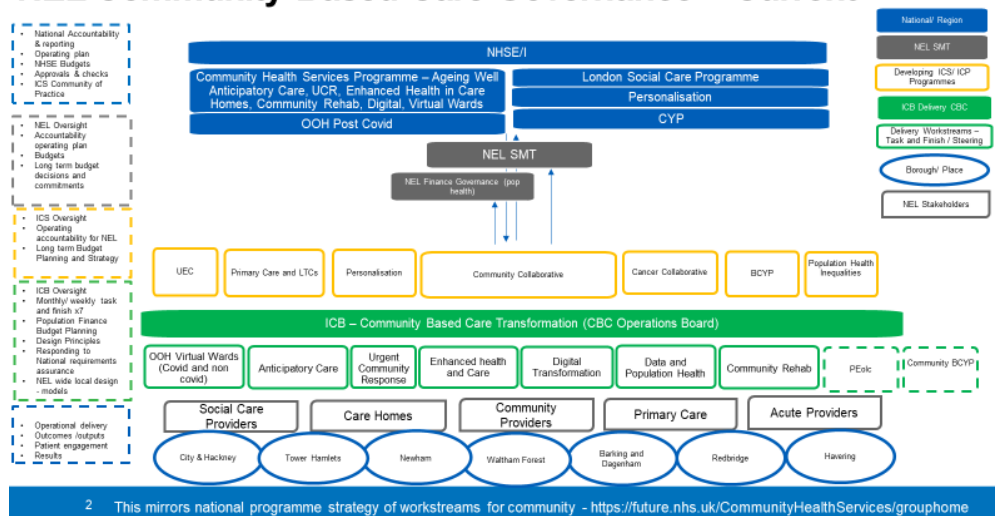 National Accountability
& reporting
Operating plan
NHSE Budgets
Approvals & checks
ICS Community of
Practice
NEL Oversight
Accountability
operating plan
Budgets
Long term budget
decisions and
commitments
ICS Oversight
Operating
accountability for NEL
Long term Budget
Planning and Strategy
ICB Oversight
Monthly/ weekly task
and finish x7
Population Finance
Budget Planning
Design Principles
Responding to
National requirements
assurance
NEL wide local design
- models
Operational delivery
Outcomes /outputs
Patient engagement
Results
NHSE/I
Community Health Services Programme – Ageing Well
Anticipatory Care, UCR, Enhanced Health in Care
Homes, Community Rehab, Digital, Virtual Wards
OOH Post Covid
London Social Care Programme
Personalisation
CYP
NEL SMT
NEL Finance Governance (pop
health)
UEC
Primary Care and LTCs
Personalisation
Community Collaborative
Cancer Collaborative
BCYP
Population Health
Inequalities
ICB – Community Based Care Transformation (CBC Operations Board)
OOH Virtual Wards
(Covid and non
covid)
Anticipatory Care
Urgent
Community
Response
Enhanced health
and Care
Digital
Transformation
Data and
Population Health
Community Rehab
PEolc
Community BCYP
Social Care
Providers
Care Homes
Community
Providers
Primary Care
Acute Providers
City & Hackney
Tower Hamlets
Newham
Waltham Forest
Barking and
Dagenham
Redbridge
Havering
National/ Region
NEL SMT
Developing ICS/ ICP
Programmes
ICB Delivery CBC
Delivery Workstreams –
Task and Finish / Steering
Borough/ Place
NEL Stakeholders
2 This mirrors national programme strategy of workstreams for community - https://future.nhs.uk/CommunityHealthServices/grouphome